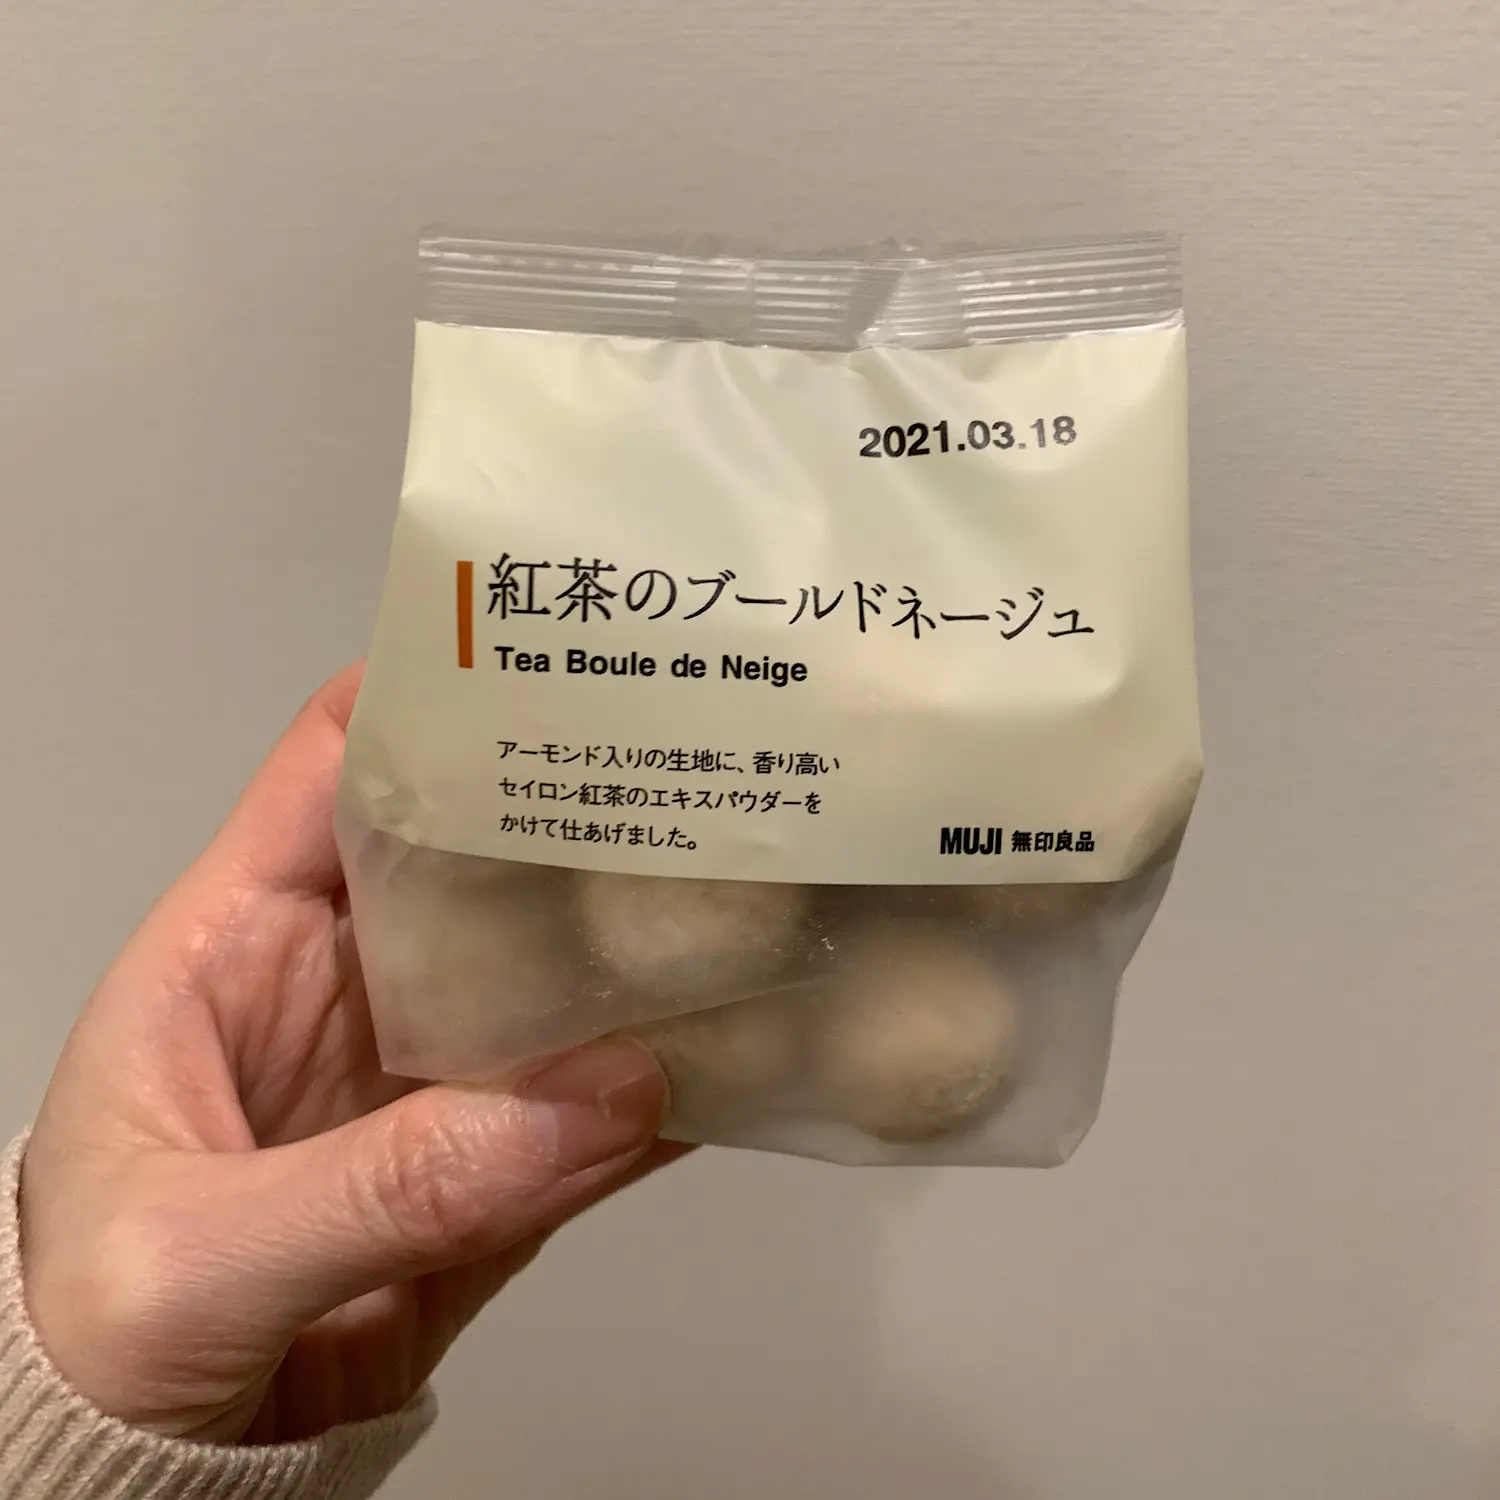 2021.03.18
紅茶のブールドネージュ
Tea Boule de Neige
アーモンド入りの生地に、香り高い
セイロン紅茶のエキスパウダーを
かけて仕あげました。
MUJI 無印良品